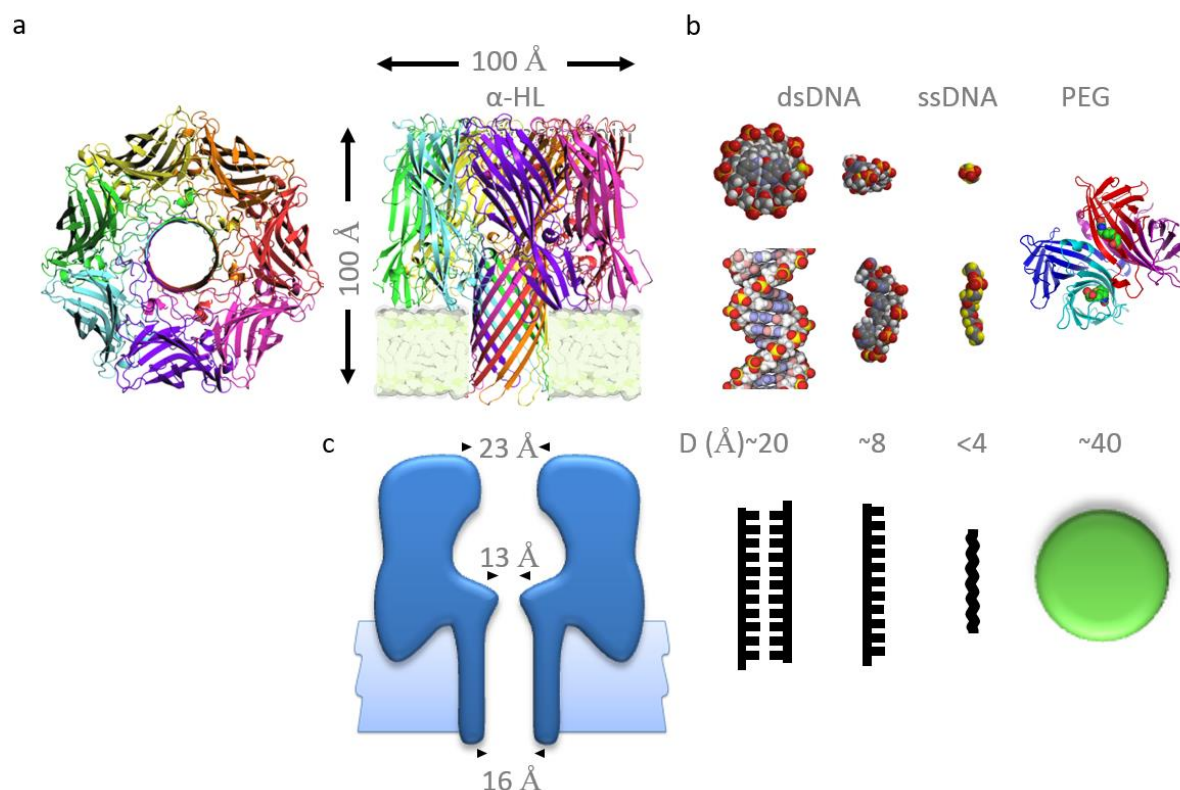 a
100 Å
α-HL
100 Å
b
dsDNA ssDNA PEG
c
23 Å
13 Å
16 Å
D (Å)~20 ~8 <4 ~40